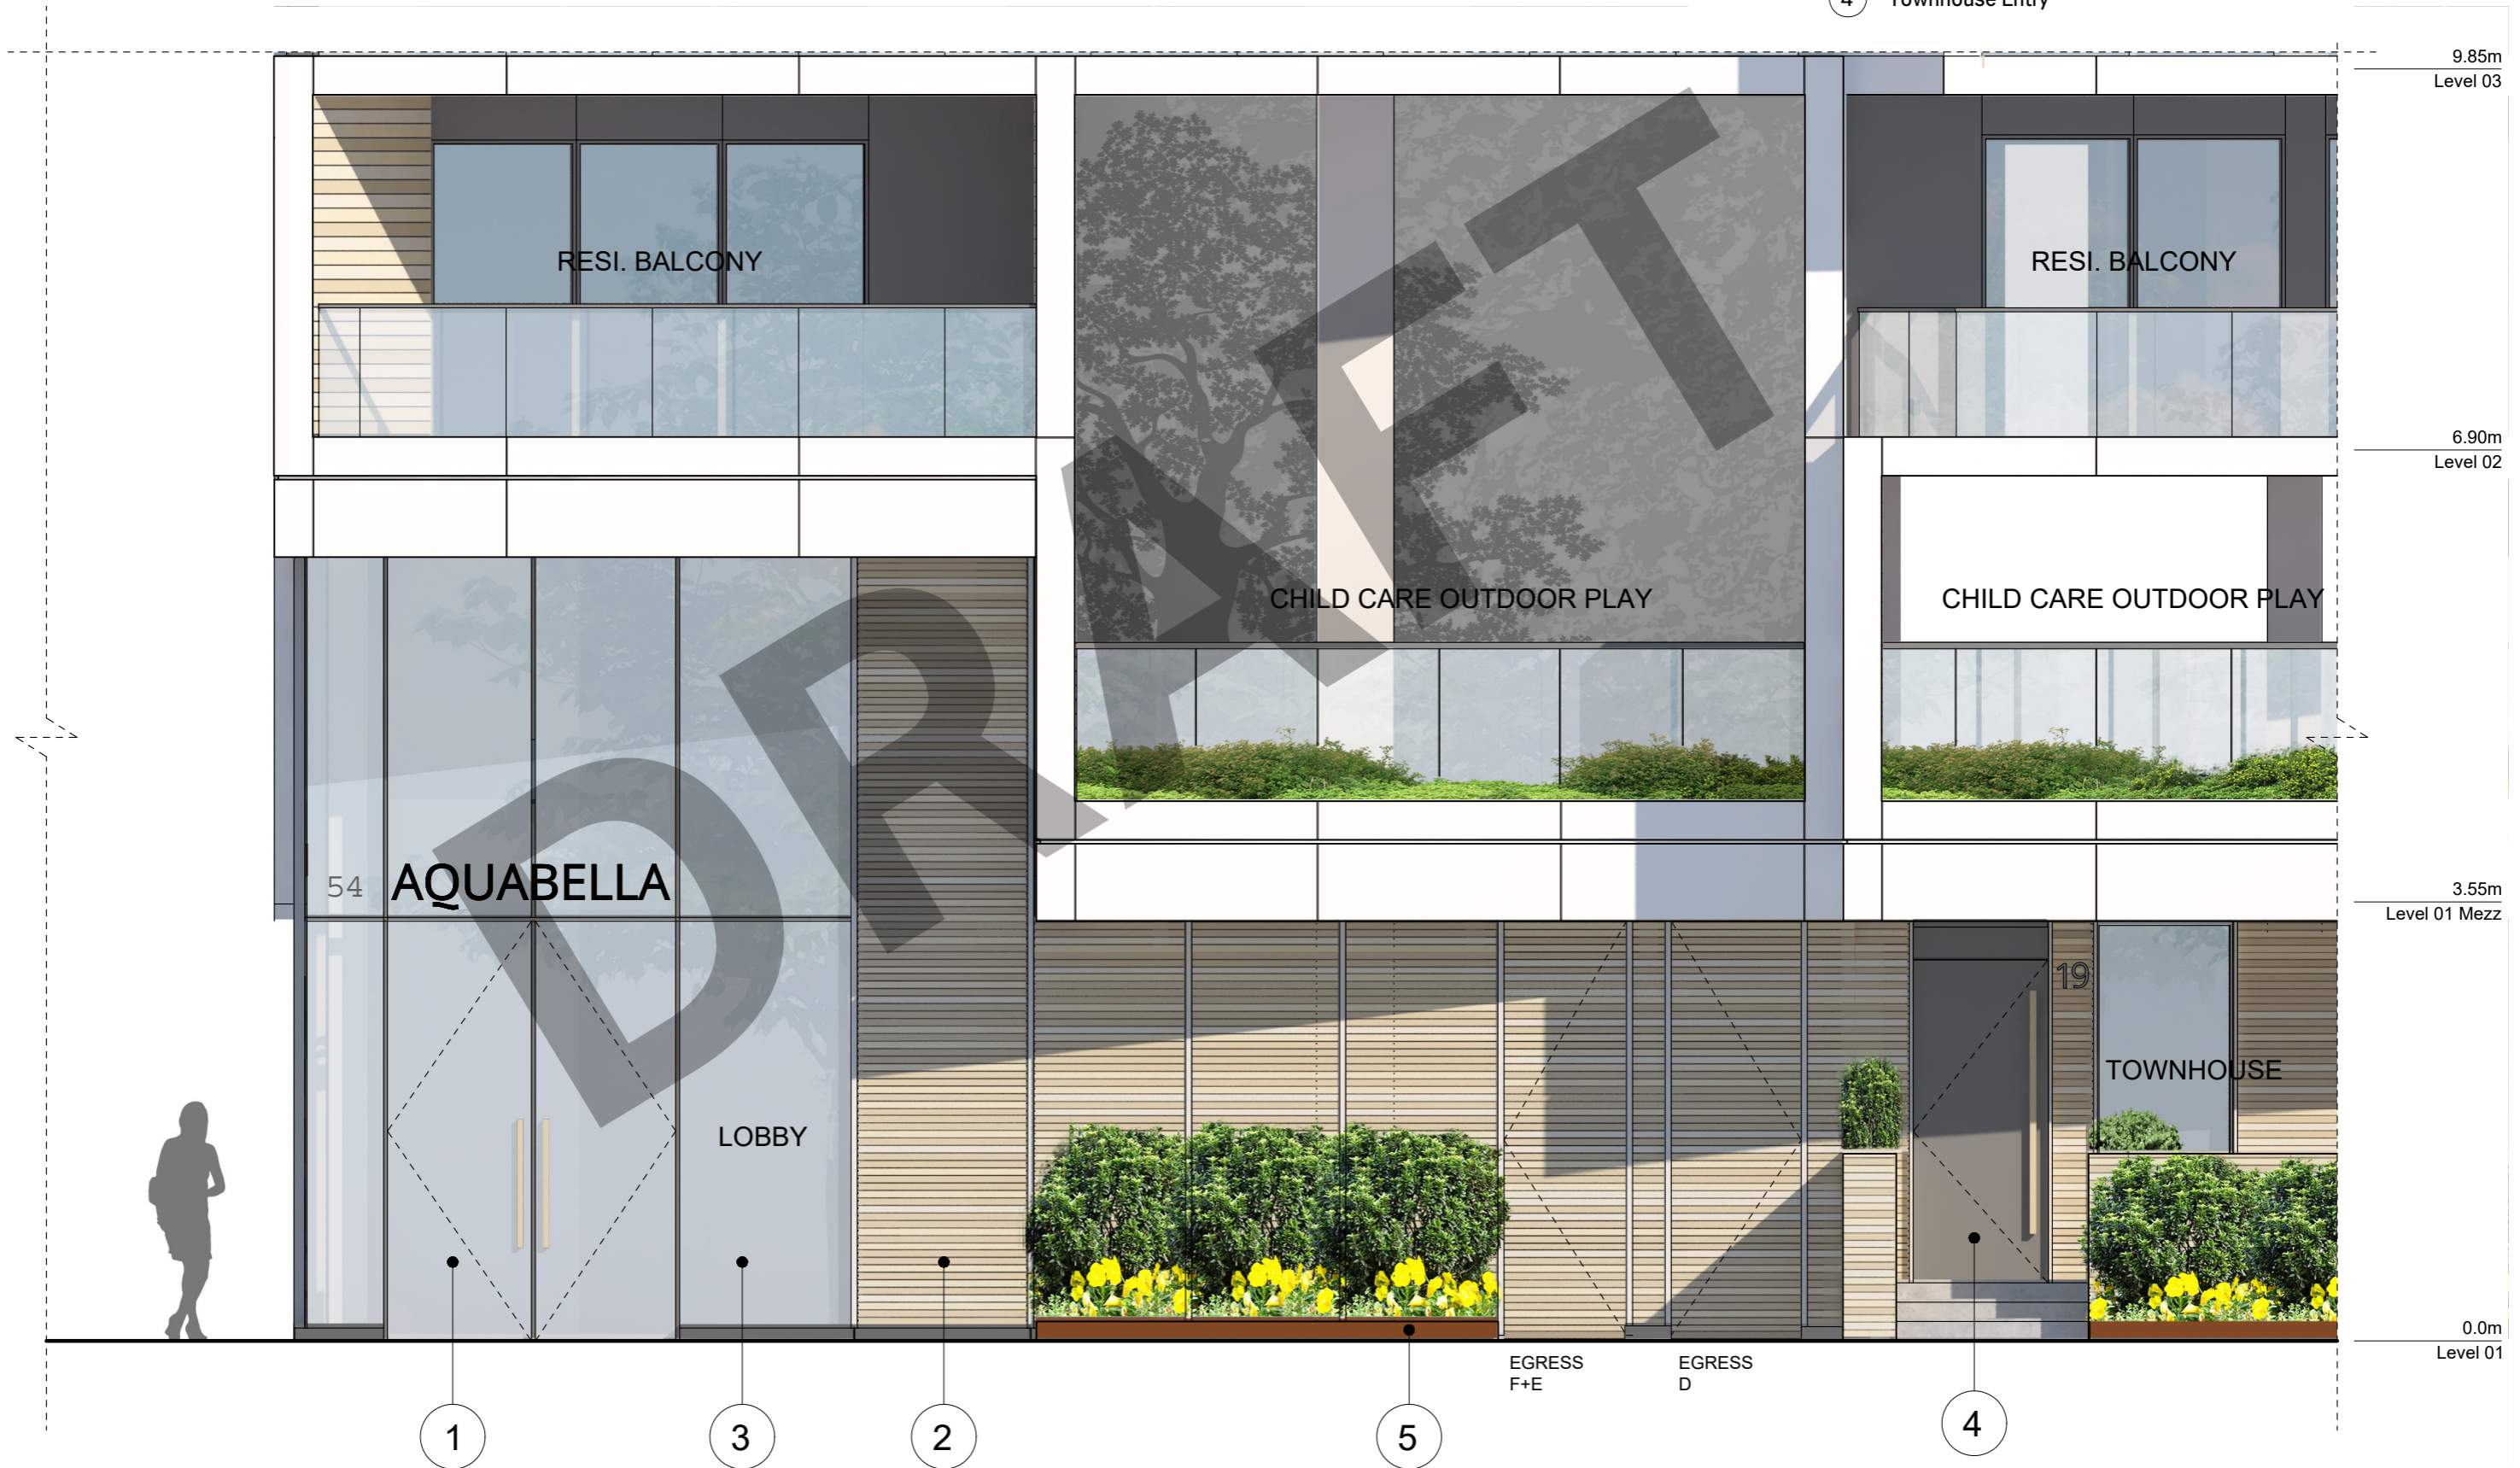 4 Townhouse Entry
9.85m
Level 03
RESI. BALCONY
RESI. BALCONY
6.90m
Level 02
CHILD CARE OUTDOOR PLAY
CHILD CARE OUTDOOR PLAY
DRAFT
54 AQUABELLA
3.55m
Level 01 Mezz
19
TOWNHOUSE
LOBBY
0.0m
Level 01
EGRESS
F+E
EGRESS
D
1
3
2
5
4